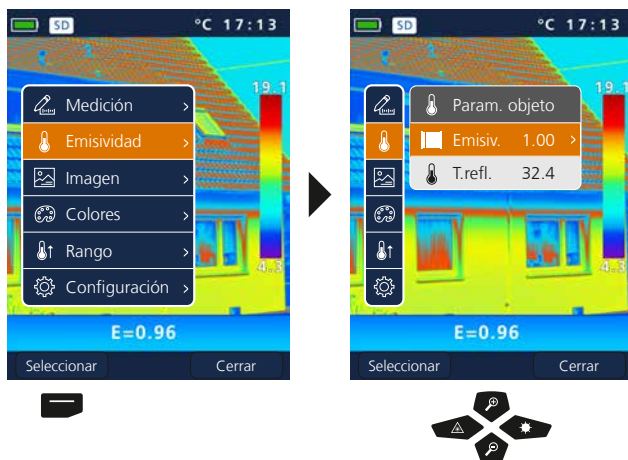 SD °C 17:13
19.1
Medición
Emisividad
Imagen
Colores
Rango
Configuración
4.3
E=0.96
Seleccionar Cerrar
SD °C 17:13
19.1
Param. objeto
Emisiv. 1.00
T.refl. 32.4
4.3
E=0.96
Seleccionar Cerrar